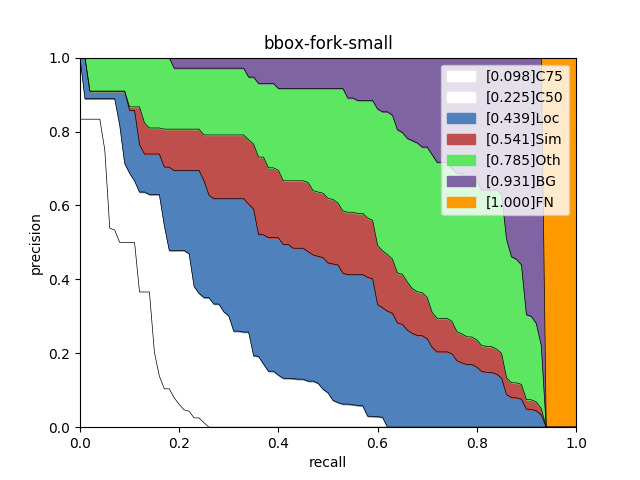 bbox-fork-small
1.0
0.8
0.6
0.4
0.2
0.0
precision
[0.098]C75
[0.225]C50
[0.439]Loc
[0.541]Sim
[0.785]Oth
[0.931]BG
[1.000]FN
0.0 0.2 0.4 0.6 0.8 1.0
recall